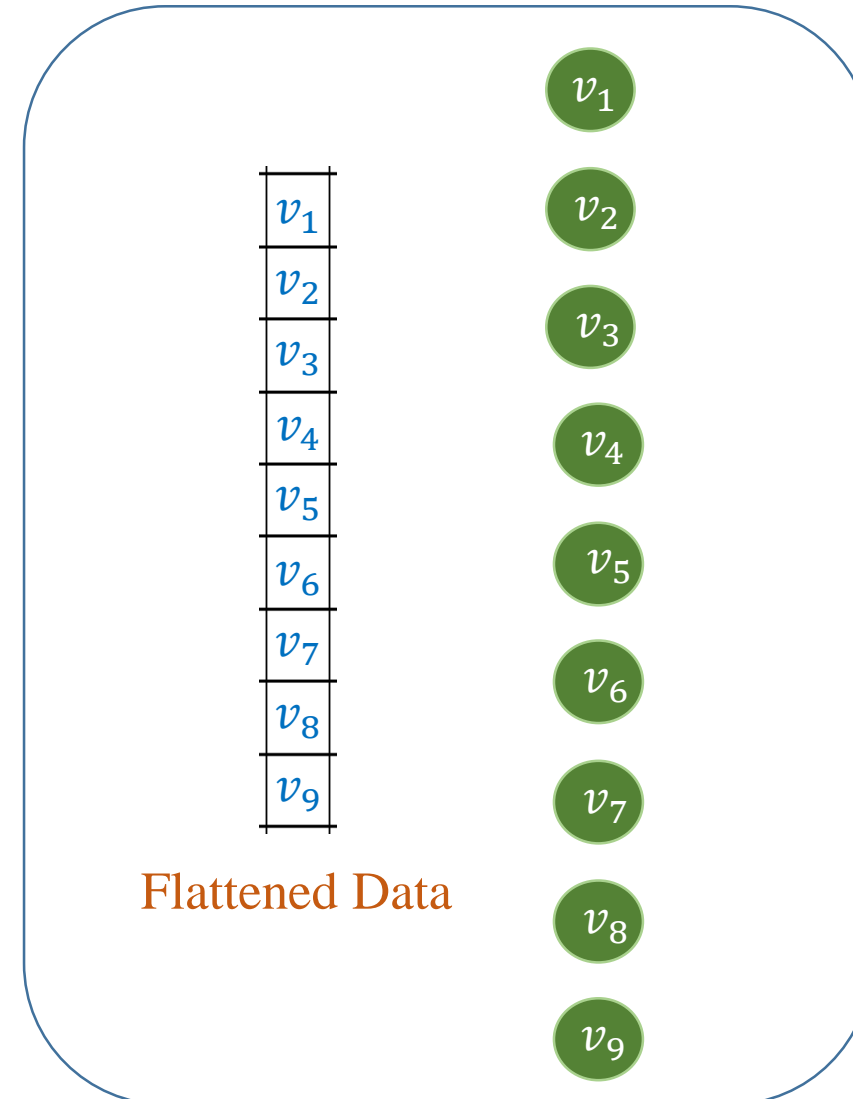 v₁
v₂
v₃
v₄
v₅
v₆
v₇
v₈
v₉
Flattened Data
v₁
v₂
v₃
v₄
v₅
v₆
v₇
v₈
v₉